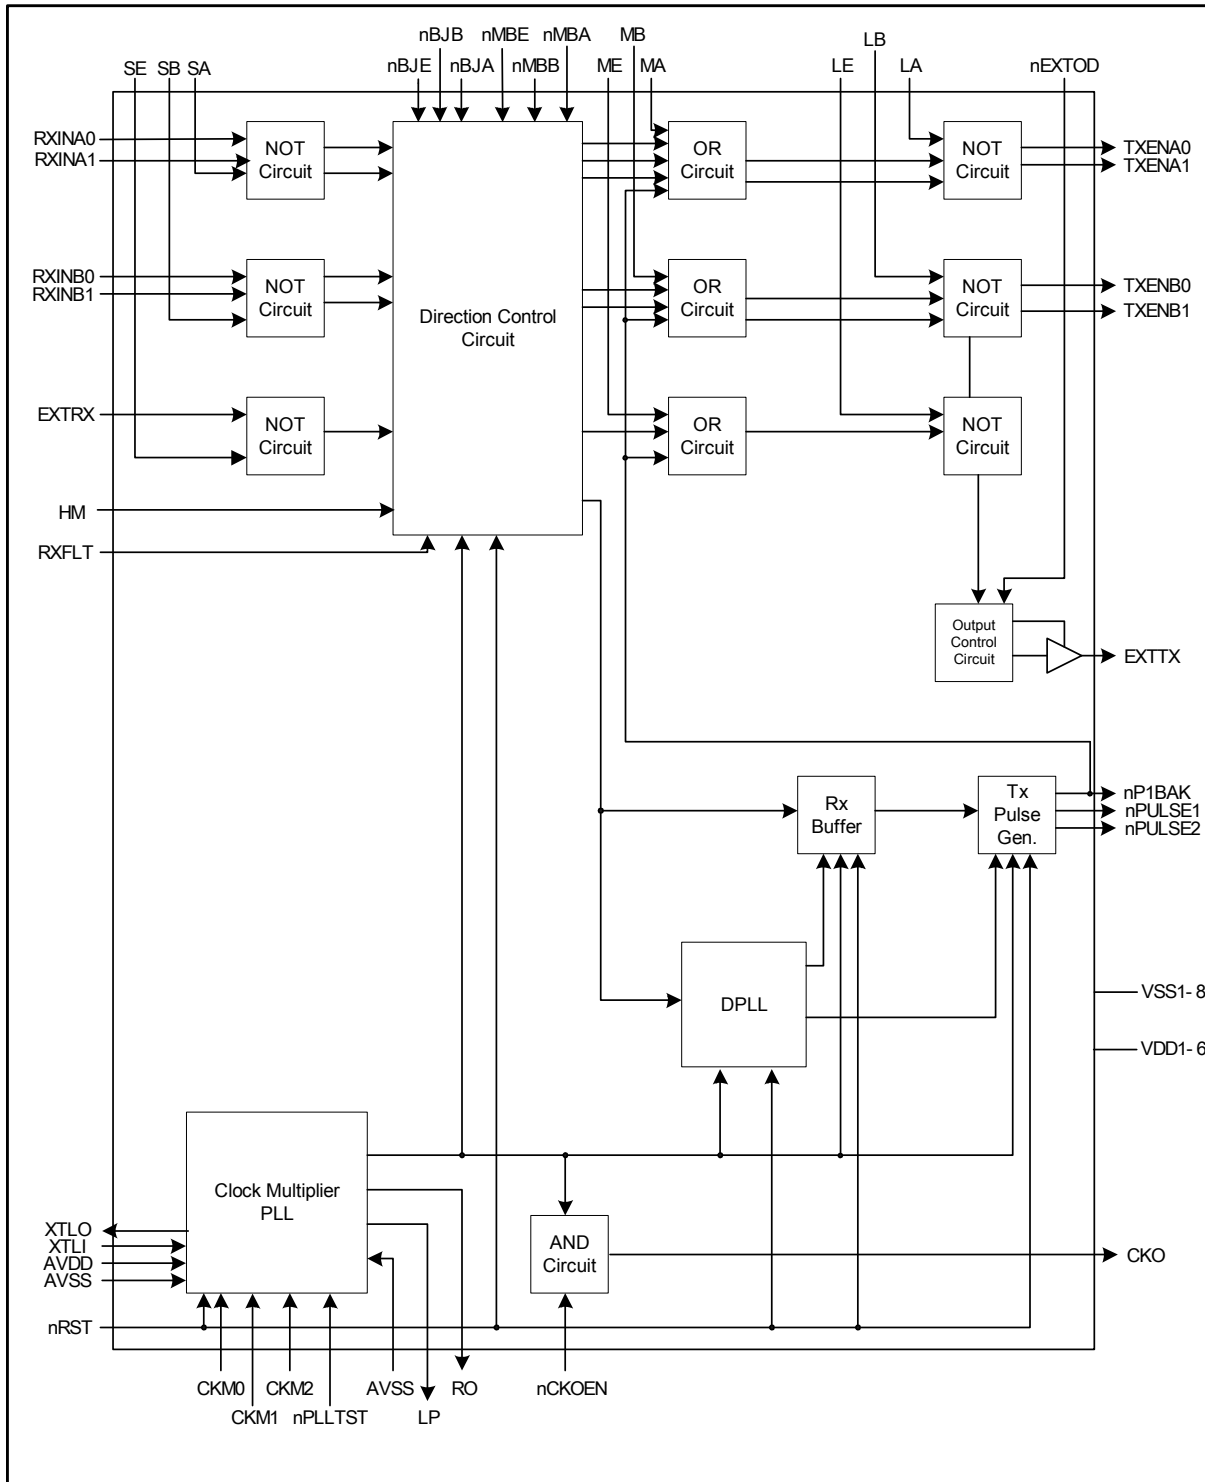 nBJB nMBE nMBA MB LB
SE SB SA nBJE nBJA nMBB ME MA LE LA nEXTOD
RXINA0
RXINA1
NOT
Circuit
OR
Circuit
NOT
Circuit
TXENA0
TXENA1
RXINB0
RXINB1
NOT
Circuit
Direction Control
Circuit
OR
Circuit
NOT
Circuit
TXENB0
TXENB1
EXTRX
NOT
Circuit
OR
Circuit
NOT
Circuit
HM
RXFLT
Output
Control
Circuit
EXTTX
Rx
Buffer
Tx
Pulse
Gen.
nP1BAK
nPULSE1
nPULSE2
DPLL
VSS1- 8
VDD1- 6
Clock Multiplier
PLL
XTLO
XTLI
AVDD
AVSS
AND
Circuit
CKO
nRST
CKM0 CKM2 AVSS RO nCKOEN
CKM1 nPLLTST LP